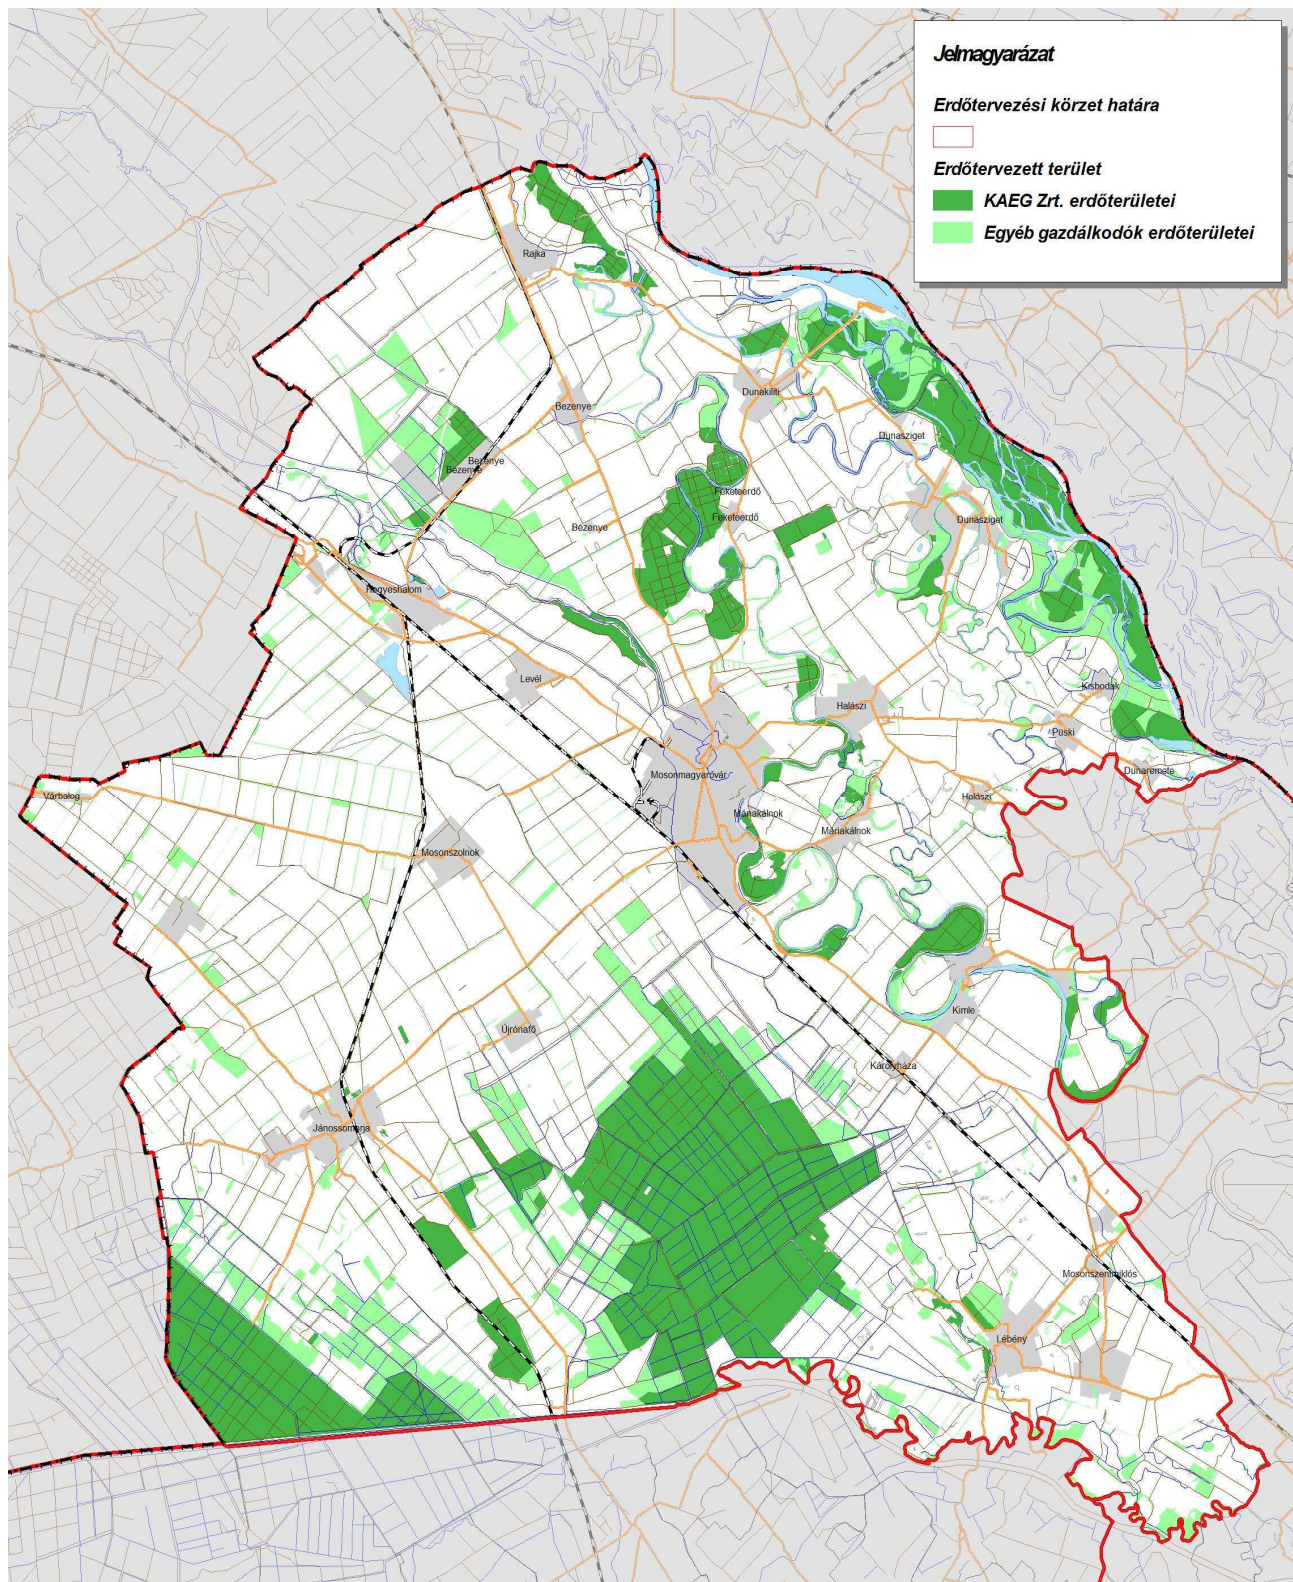 Jelmagyarázat
Erdőtervezési körzet határa
Erdőtervezett terület
KAEG Zrt. erdőterületei
Egyéb gazdálkodók erdőterületei
Rajka
Dunakiliti
Bezenye
Dunasziget
Bezenye
Bezenye
Feketeerdő
Feketeerdő
Dunasziget
Bezenye
Hegyeshalom
Levél
Kisbodak
Halászi
Püski
Dunaremete
Mosonmagyaróvár
Várbalog
Halászi
Máriakálnok
Máriakálnok
Mosonszolnok
Kimle
Újrónafő
Károlyháza
Jánossomorja
Mosonszentmiklós
Lébény